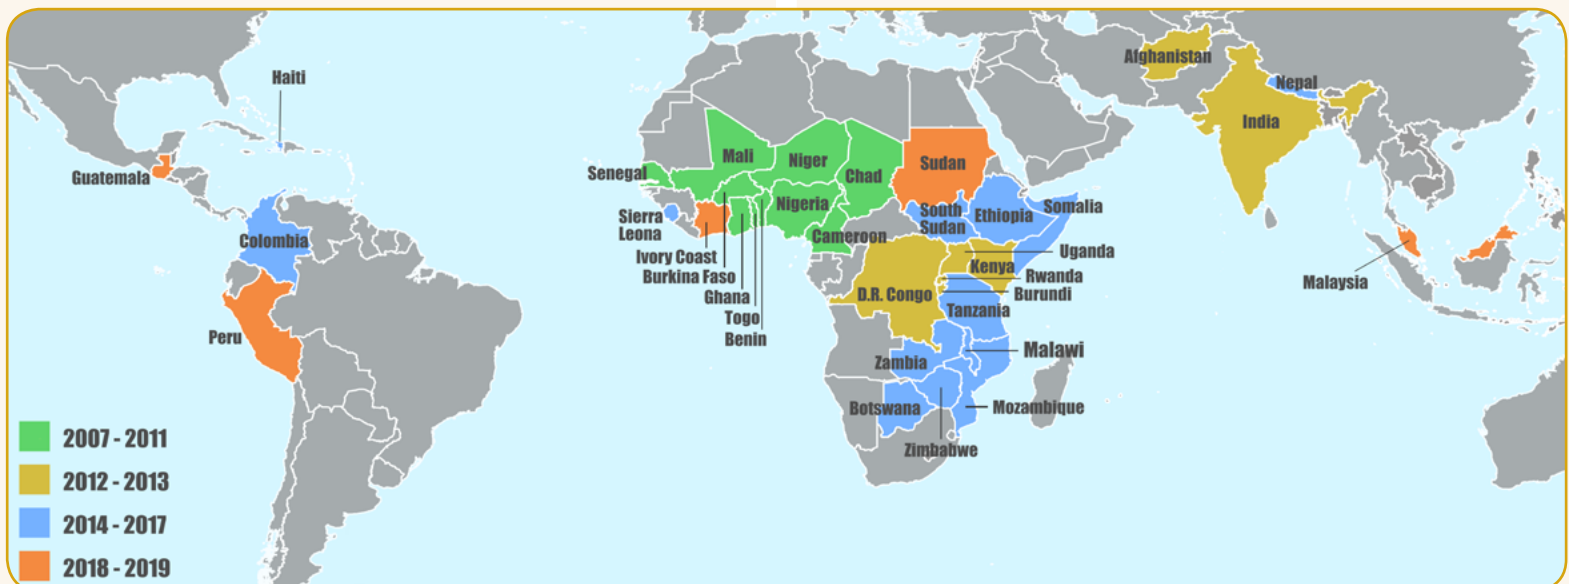 Haiti
Guatemala
Colombia
Peru
Senegal
Mali
Niger
Chad
Nigeria
Cameroon
Sierra
Leona
Ivory Coast
Burkina Faso
Ghana
Togo
Benin
Sudan
South
Sudan
Ethiopia
Somalia
Uganda
Kenya
Rwanda
Burundi
D.R. Congo
Tanzania
Malawi
Zambia
Botswana
Mozambique
Zimbabwe
Afghanistan
Nepal
India
Malaysia
2007 - 2011
2012 - 2013
2014 - 2017
2018 - 2019